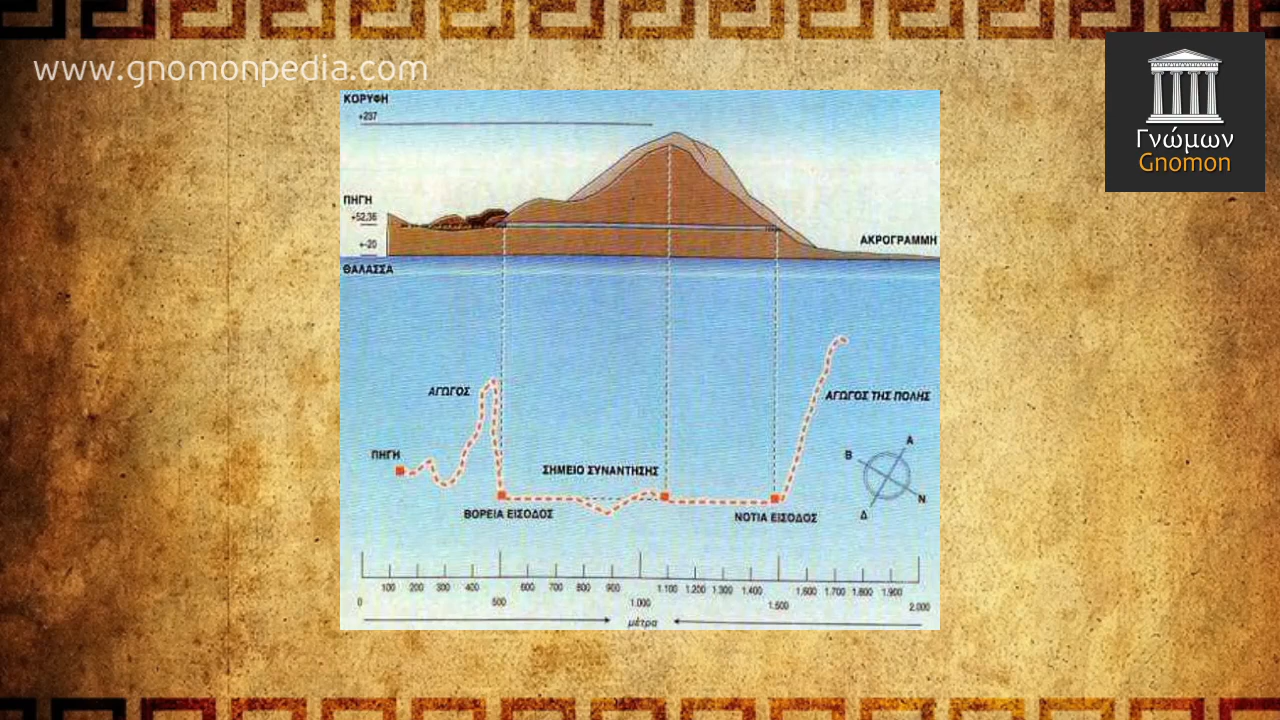 www.gnomonpedia.com
Γνώμων
Gnomon
ΚΟΡΥΦΗ
+237
ΠΗΓΗ
+52,36
+-20
ΘΑΛΑΣΣΑ
ΑΚΡΟΓΡΑΜΜΗ
ΑΓΩΓΟΣ
ΑΓΩΓΟΣ ΤΗΣ ΠΟΛΗΣ
ΠΗΓΗ
ΣΗΜΕΙΟ ΣΥΝΑΝΤΗΣΗΣ
Α
Β
Ν
Δ
ΒΟΡΕΙΑ ΕΙΣΟΔΟΣ
ΝΟΤΙΑ ΕΙΣΟΔΟΣ
100 200 300 400 600 700 800 900 1.100 1.200 1.300 1.400 1.600 1.700 1.800 1.900
0 500 1.000 1.500 2.000
μέτρα